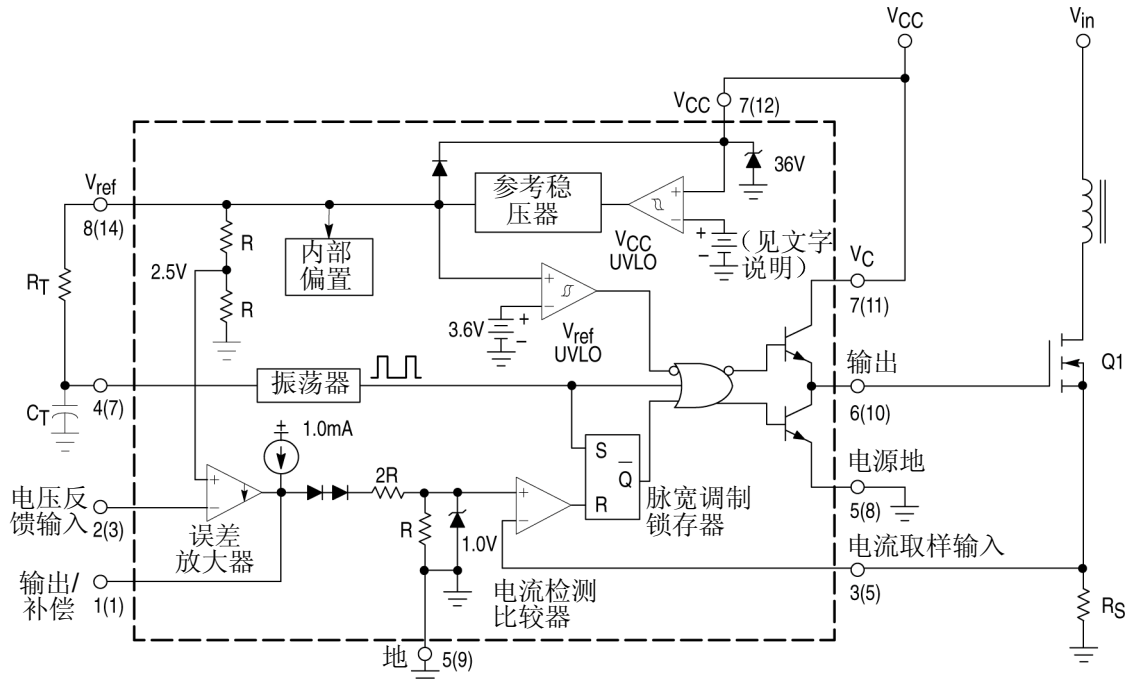 VCC
Vin
VCC
7(12)
36V
Vref
8(14)
参考稳
压器
+
−
VCC
UVLO
+
−
(见文字
说明)
R
内部
偏置
2.5V
RT
R
+
−
3.6V
+
−
Vref
UVLO
VC
7(11)
输出
Q1
振荡器
4(7)
CT
6(10)
1.0mA
S
Q
R
脉宽调制
锁存器
电源地
5(8)
2R
+
−
电压反
馈输入
2(3)
+
−
误差
放大器
R
1.0V
电流取样输入
3(5)
电流检测
比较器
输出/
补偿
1(1)
RS
地
5(9)